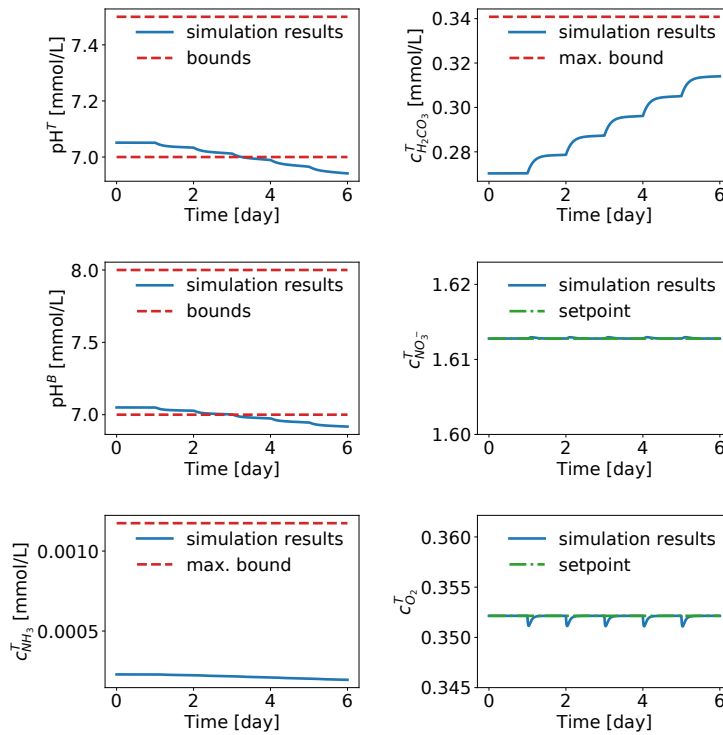 pH^T [mmol/L]
7.5
7.2
7.0
simulation results
bounds
0 2 4 6
Time [day]
c^T_{H_2CO_3} [mmol/L]
0.34
0.30
0.28
simulation results
max. bound
0 2 4 6
Time [day]
pH^B [mmol/L]
8.0
7.5
7.0
simulation results
bounds
0 2 4 6
Time [day]
c^T_{NO_3^-}
1.62
1.61
1.60
simulation results
setpoint
0 2 4 6
Time [day]
c^T_{NH_3} [mmol/L]
0.0010
0.0005
simulation results
max. bound
0 2 4 6
Time [day]
c^T_{O_2}
0.360
0.355
0.350
0.345
simulation results
setpoint
0 2 4 6
Time [day]